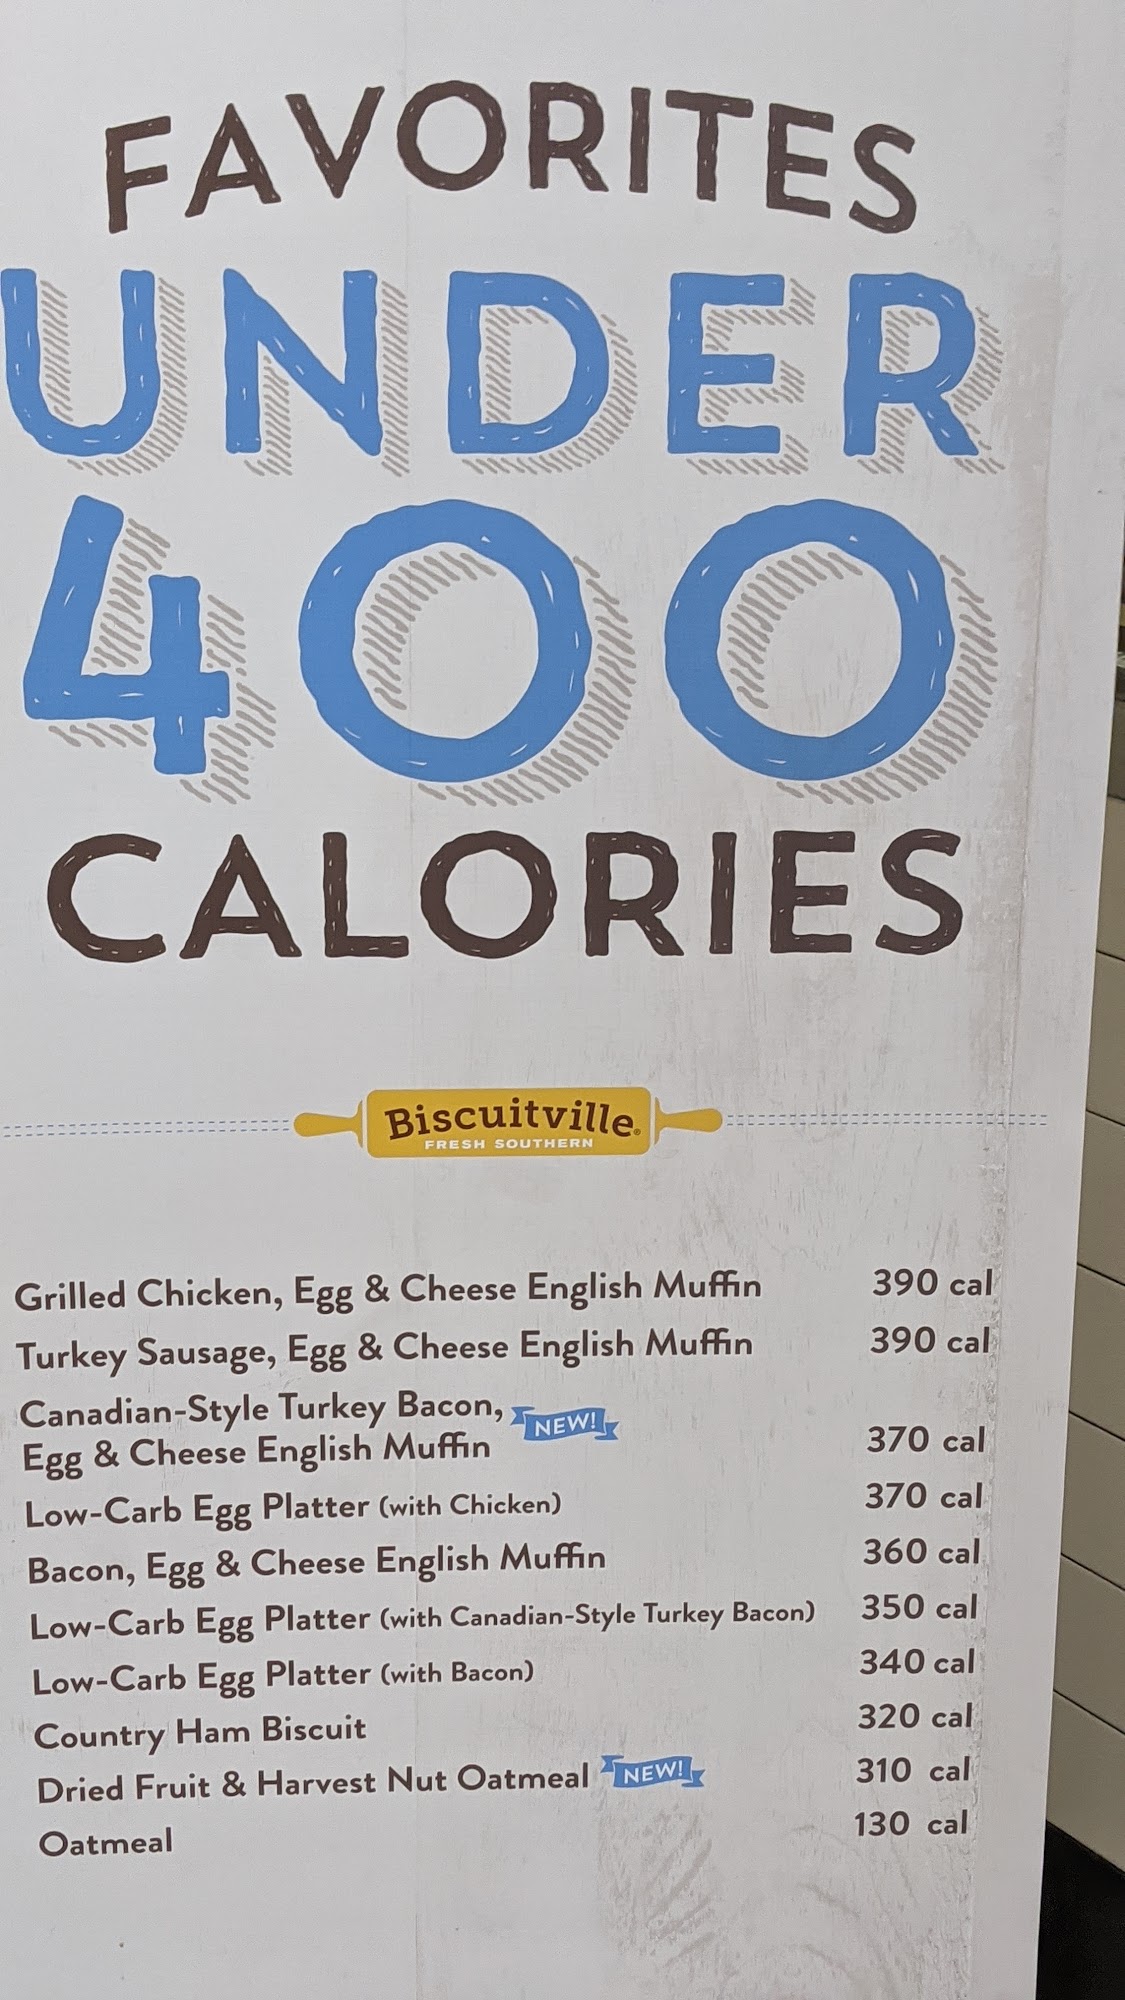 FAVORITES
UNDER
400
CALORIES
Biscuitville®
FRESH SOUTHERN
Grilled Chicken, Egg & Cheese English Muffin 390 cal
Turkey Sausage, Egg & Cheese English Muffin 390 cal
Canadian-Style Turkey Bacon, NEW!
Egg & Cheese English Muffin 370 cal
Low-Carb Egg Platter (with Chicken) 370 cal
Bacon, Egg & Cheese English Muffin 360 cal
Low-Carb Egg Platter (with Canadian-Style Turkey Bacon) 350 cal
Low-Carb Egg Platter (with Bacon) 340 cal
Country Ham Biscuit 320 cal
Dried Fruit & Harvest Nut Oatmeal NEW! 310 cal
Oatmeal 130 cal